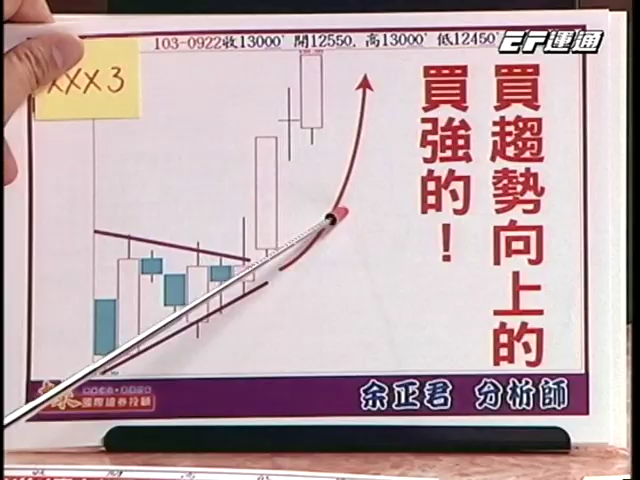 103-0922收13000' 開12550, 高13000' 低12450'
EF運通
XXX3
買趨勢向上的
買強的！
國際證券投顧
余正君 分析師